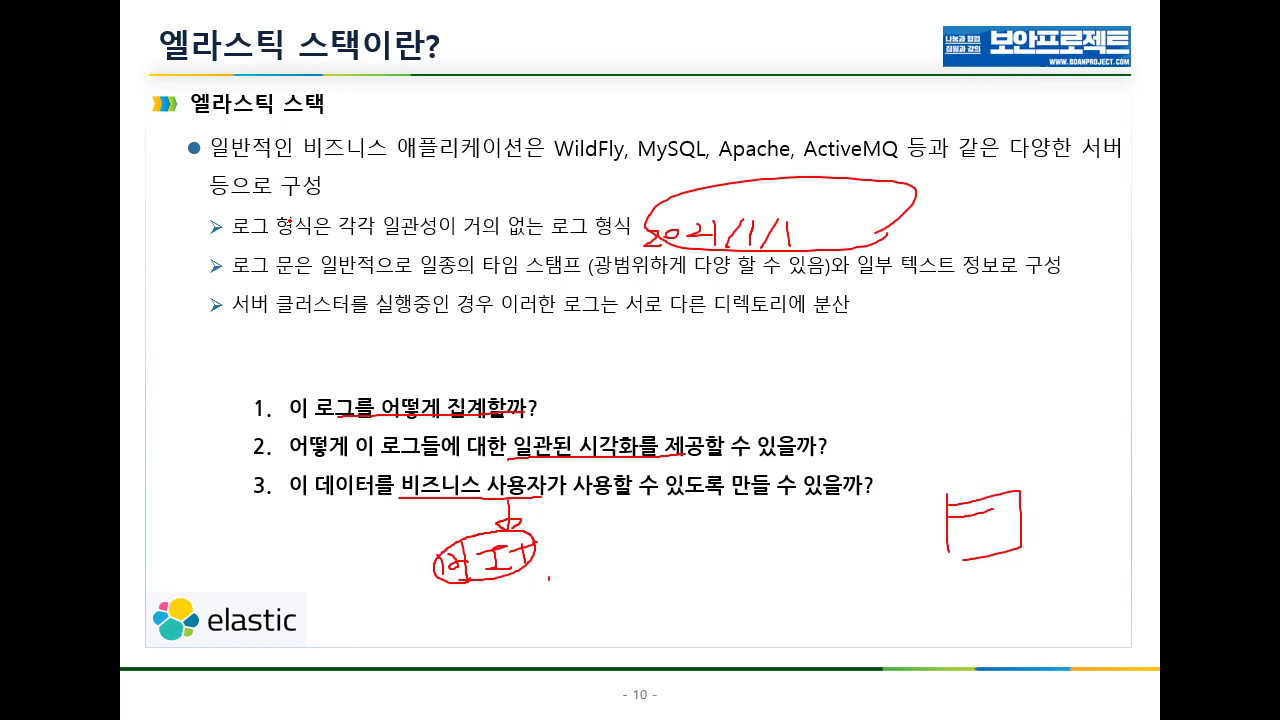 엘라스틱 스택이란?
나눔과 협업
집필과 강의
보안프로젝트
WWW.BOANPROJECT.COM
엘라스틱 스택
일반적인 비즈니스 애플리케이션은 WildFly, MySQL, Apache, ActiveMQ 등과 같은 다양한 서버
등으로 구성
로그 형식은 각각 일관성이 거의 없는 로그 형식
2021/1/1
로그 문은 일반적으로 일종의 타임 스탬프 (광범위하게 다양 할 수 있음)와 일부 텍스트 정보로 구성
서버 클러스터를 실행중인 경우 이러한 로그는 서로 다른 디렉토리에 분산
1. 이 로그를 어떻게 집계할까?
2. 어떻게 이 로그들에 대한 일관된 시각화를 제공할 수 있을까?
3. 이 데이터를 비즈니스 사용자가 사용할 수 있도록 만들 수 있을까?
비 IT
elastic
- 10 -